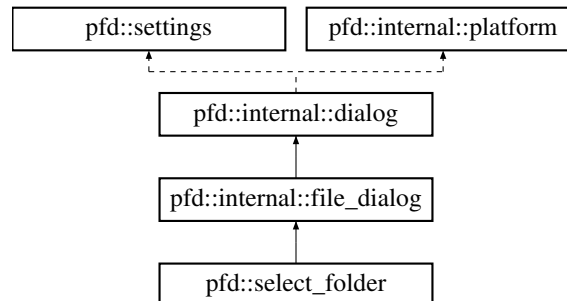 pfd::settings
pfd::internal::platform
pfd::internal::dialog
pfd::internal::file_dialog
pfd::select_folder